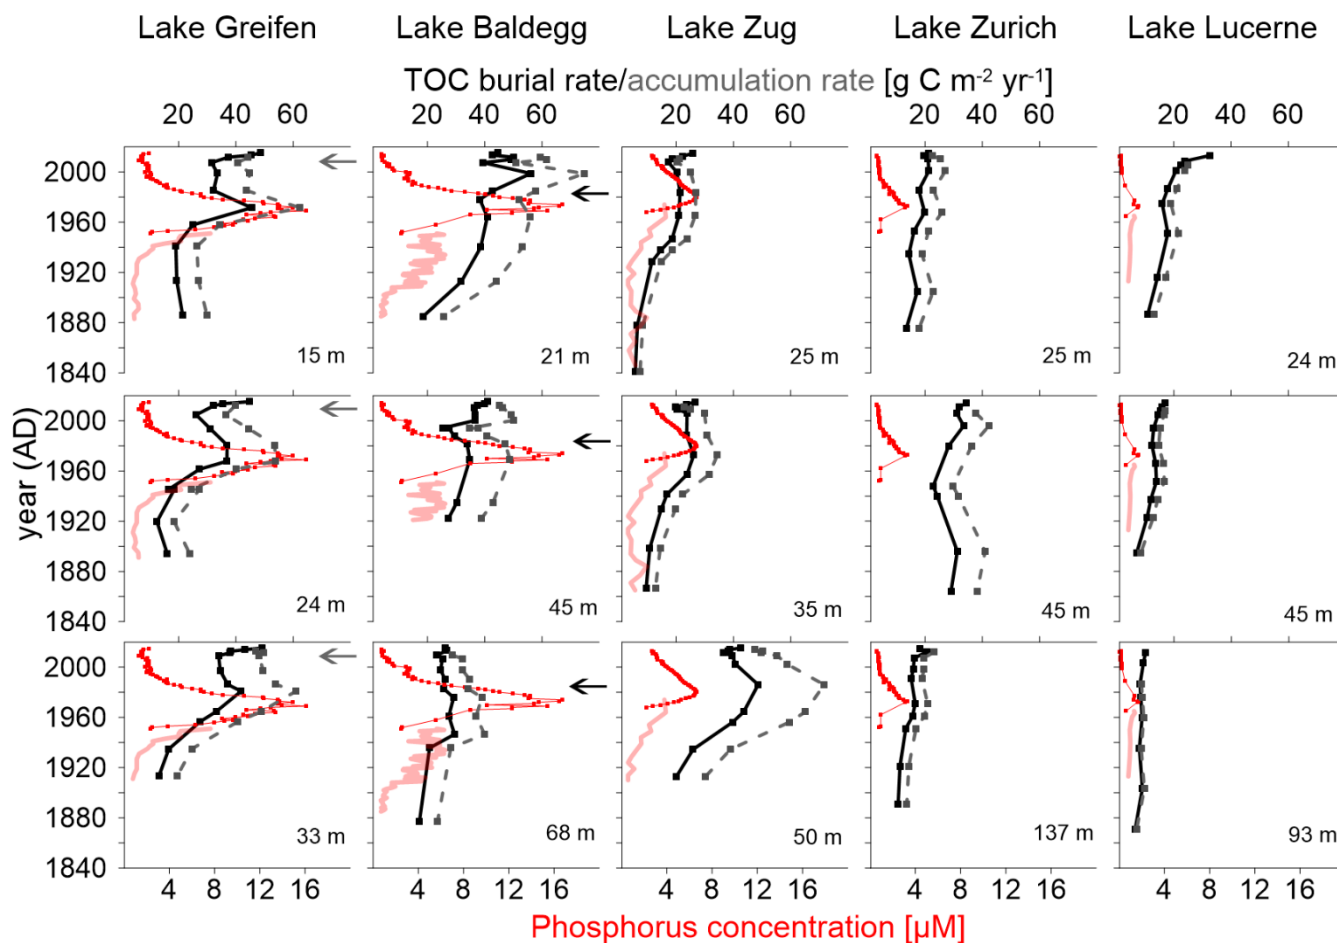 Lake Greifen Lake Baldegg Lake Zug Lake Zurich Lake Lucerne
TOC burial rate/accumulation rate [g C m⁻² yr⁻¹]
20 40 60 20 40 60 20 40 60 20 40 60 20 40 60
2000
1960
1920
1880
1840
15 m 21 m 25 m 25 m 24 m
year (AD)
2000
1960
1920
1880
1840
24 m 45 m 35 m 45 m 45 m
2000
1960
1920
1880
1840
33 m 68 m 50 m 137 m 93 m
4 8 12 16 4 8 12 16 4 8 12 16 4 8 12 16 4 8 12 16
Phosphorus concentration [µM]